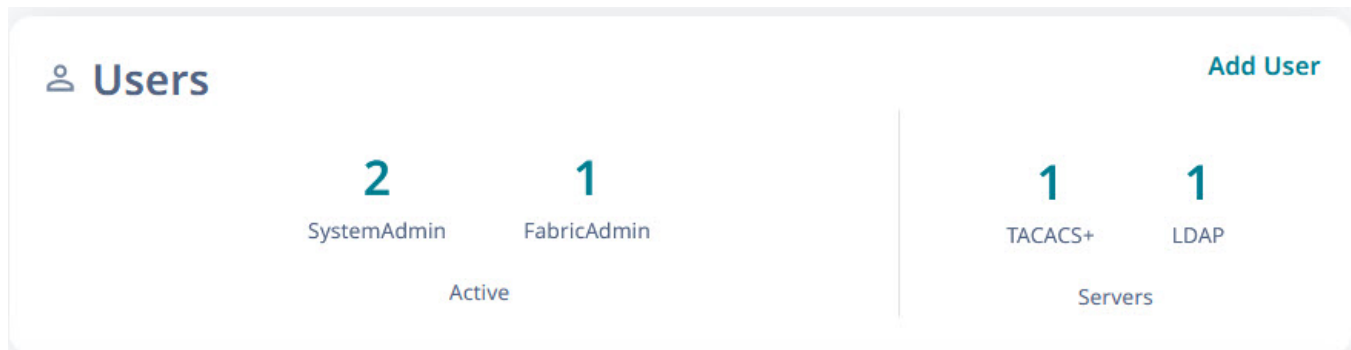 Users
Add User
2 1
SystemAdmin FabricAdmin
Active
1 1
TACACS+ LDAP
Servers